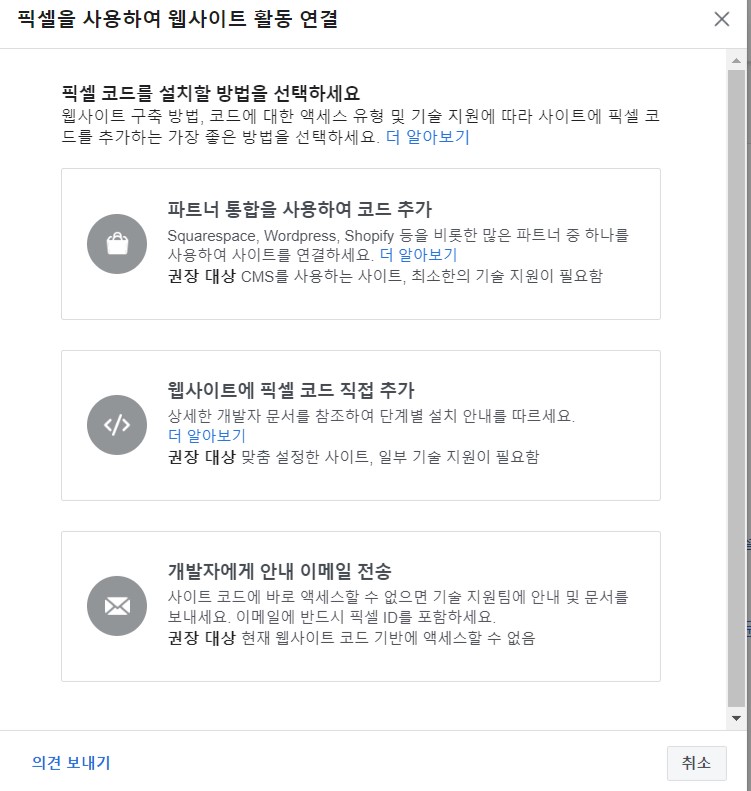 픽셀을 사용하여 웹사이트 활동 연결
픽셀 코드를 설치할 방법을 선택하세요
웹사이트 구축 방법, 코드에 대한 액세스 유형 및 기술 지원에 따라 사이트에 픽셀 코
드를 추가하는 가장 좋은 방법을 선택하세요. 더 알아보기
파트너 통합을 사용하여 코드 추가
Squarespace, Wordpress, Shopify 등을 비롯한 많은 파트너 중 하나를
사용하여 사이트를 연결하세요. 더 알아보기
권장 대상 CMS를 사용하는 사이트, 최소한의 기술 지원이 필요함
웹사이트에 픽셀 코드 직접 추가
상세한 개발자 문서를 참조하여 단계별 설치 안내를 따르세요.
더 알아보기
권장 대상 맞춤 설정한 사이트, 일부 기술 지원이 필요함
개발자에게 안내 이메일 전송
사이트 코드에 바로 액세스할 수 없으면 기술 지원팀에 안내 및 문서를
보내세요. 이메일에 반드시 픽셀 ID를 포함하세요.
권장 대상 현재 웹사이트 코드 기반에 액세스할 수 없음
의견 보내기
취소